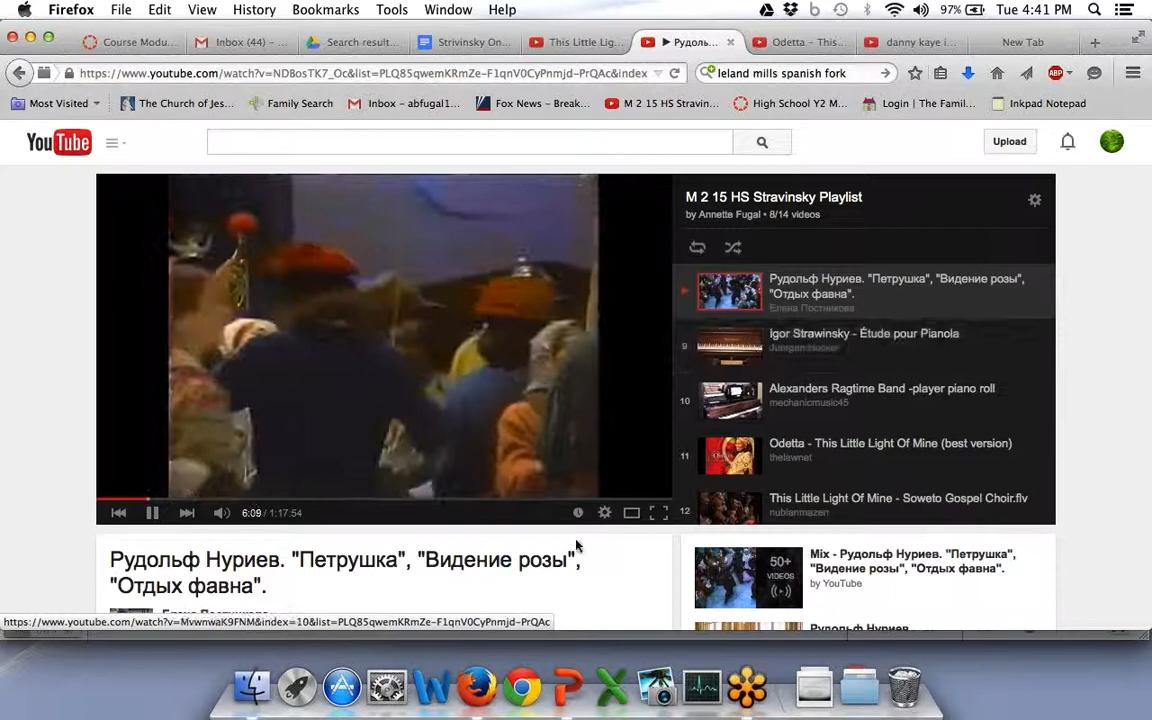 Firefox File Edit View History Bookmarks Tools Window Help 97% Tue 4:41 PM
Course Modu... Inbox (44) – ... Search result... Strivinsky On... This Little Lig... Рудоль... Odetta - This... danny kaye i... New Tab
https://www.youtube.com/watch?v=NDBosTK7_Oc&list=PLQ85qwemKRmZe-F1qnV0CyPnmjd-PrQAc&index leland mills spanish fork
Most Visited The Church of Jes... Family Search Inbox – abfugal1... Fox News – Break... M 2 15 HS Stravin... High School Y2 M... Login | The Famil... Inkpad Notepad
YouTube Upload
M 2 15 HS Stravinsky Playlist
by Annette Fugal • 8/14 videos
Рудольф Нуриев. "Петрушка", "Видение розы",
"Отдых фавна".
Елена Постникова
9 Igor Strawinsky - Étude pour Pianola
Juergen Hocker
10 Alexanders Ragtime Band -player piano roll
mechanicmusic45
11 Odetta - This Little Light Of Mine (best version)
thelawnet
12 This Little Light Of Mine - Soweto Gospel Choir.flv
nubianmazen
6:09 / 1:17:54
Рудольф Нуриев. "Петрушка", "Видение розы",
"Отдых фавна".
50+
VIDEOS
Mix - Рудольф Нуриев. "Петрушка",
"Видение розы", "Отдых фавна".
by YouTube
Рудольф Нуриев
https://www.youtube.com/watch?v=MvwnwaK9FNM&index=10&list=PLQ85qwemKRmZe-F1qnV0CyPnmjd-PrQAc